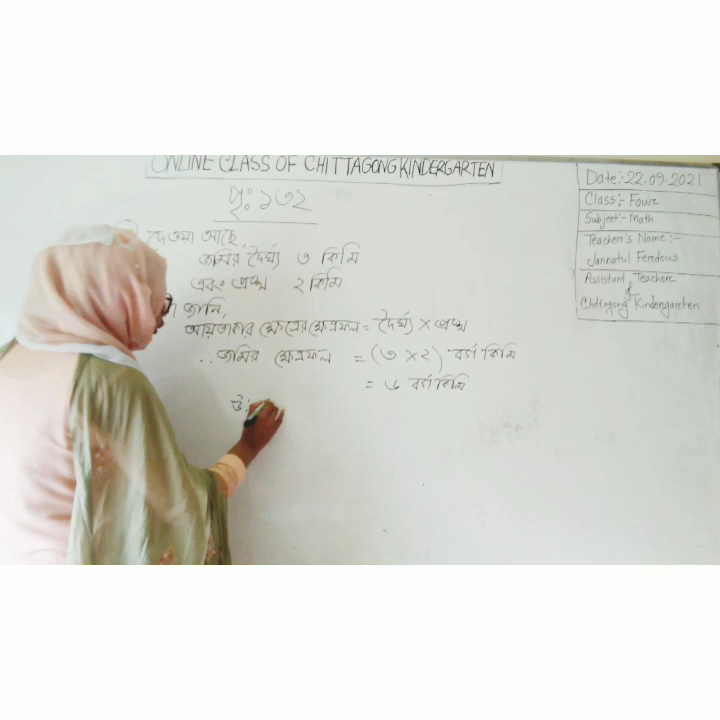 ONLINE CLASS OF CHITTAGONG KINDERGARTEN
পৃঃ ১৩২
দেওয়া আছে,
জমির দৈর্ঘ্য ৩ কিমি
এবং প্রস্থ ২ কিমি
জানি,
আয়তাকার ক্ষেত্রের ক্ষেত্রফল = দৈর্ঘ্য × প্রস্থ
∴ জমির ক্ষেত্রফল = (৩ × ২) বর্গ কিমি
= ৬ বর্গ কিমি
উ:
Date:-22.09.2021
Class:- Four
Subject:- Math
Teacher's Name:-
Jannatul Ferdous
Assistant Teacher
of
Chittagong Kindergarten